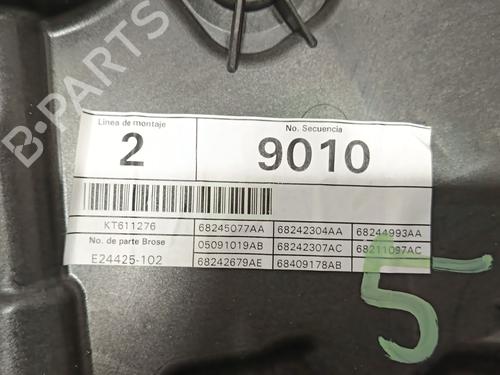 B-PARTS
Linea de montaje
No. Secuencia
2
9010
KT611276
68245077AA
68242304AA
68244993AA
No. de parte Brose
05091019AB
68242307AC
68211097AC
E24425-102
68242679AE
68409178AB
5